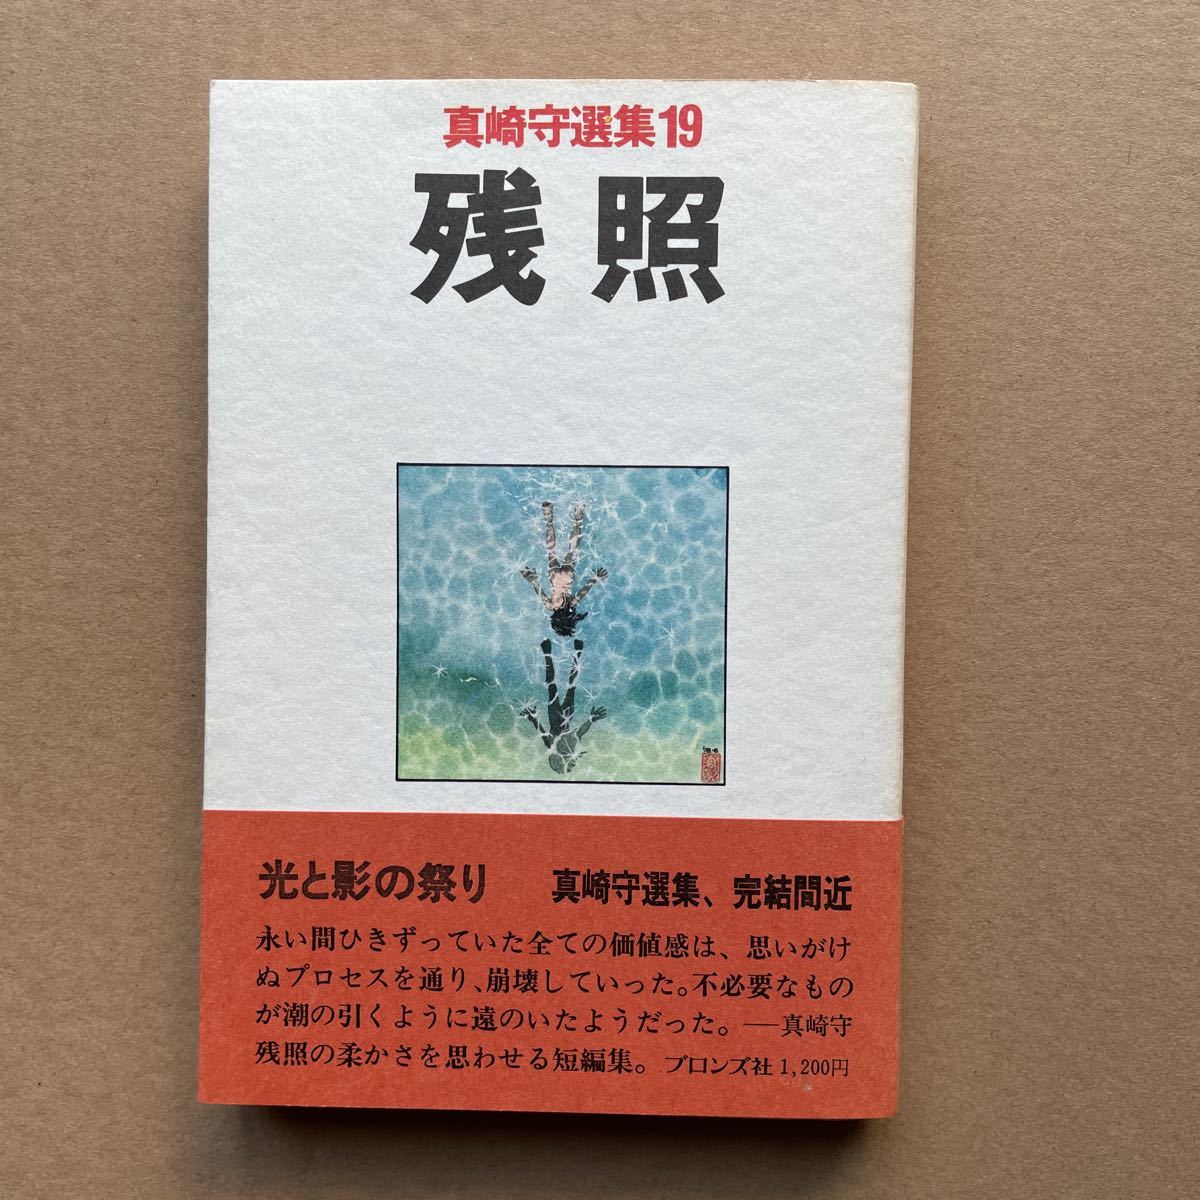 真崎守選集19
残照
光と影の祭り 真崎守選集、完結間近
永い間ひきずっていた全ての価値感は、思いがけ
ぬプロセスを通り、崩壊していった。不必要なもの
が潮の引くように遠のいたようだった。──真崎守
残照の柔かさを思わせる短編集。 ブロンズ社 1,200円